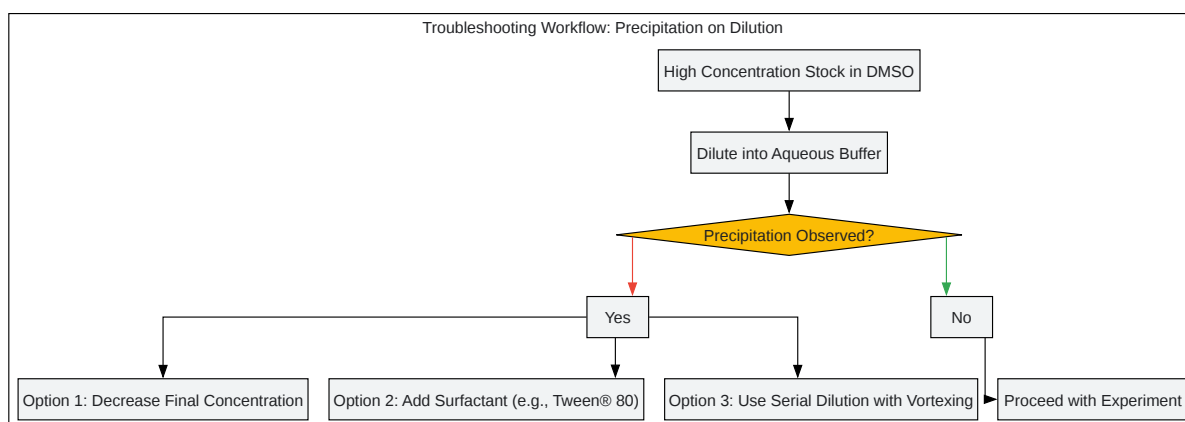 Troubleshooting Workflow: Precipitation on Dilution
High Concentration Stock in DMSO
Dilute into Aqueous Buffer
Precipitation Observed?
Yes
No
Option 1: Decrease Final Concentration
Option 2: Add Surfactant (e.g., Tween® 80)
Option 3: Use Serial Dilution with Vortexing
Proceed with Experiment